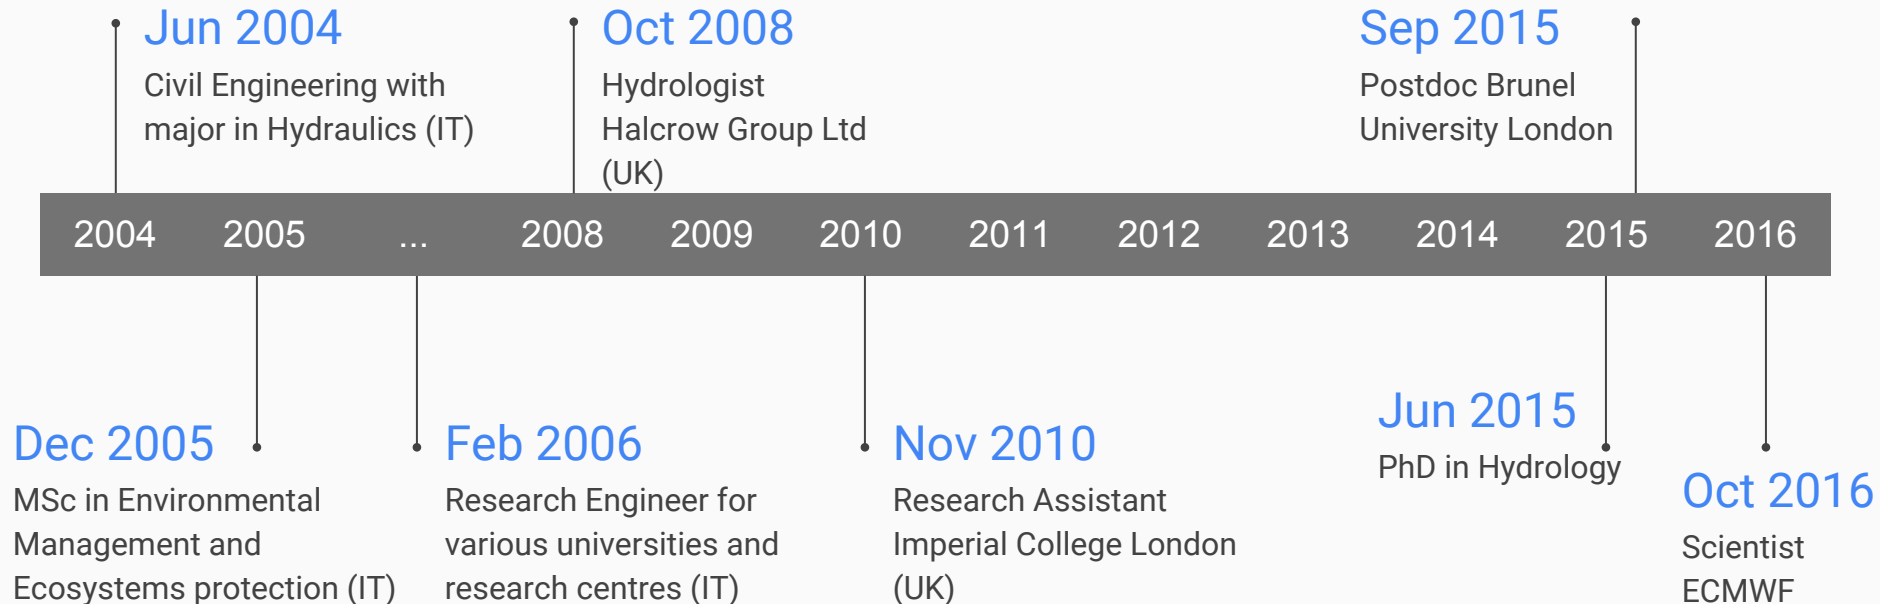 Jun 2004
Civil Engineering with
major in Hydraulics (IT)
Oct 2008
Hydrologist
Halcrow Group Ltd
(UK)
Sep 2015
Postdoc Brunel
University London
2004 2005 ... 2008 2009 2010 2011 2012 2013 2014 2015 2016
Dec 2005
MSc in Environmental
Management and
Ecosystems protection (IT)
Feb 2006
Research Engineer for
various universities and
research centres (IT)
Nov 2010
Research Assistant
Imperial College London
(UK)
Jun 2015
PhD in Hydrology
Oct 2016
Scientist
ECMWF